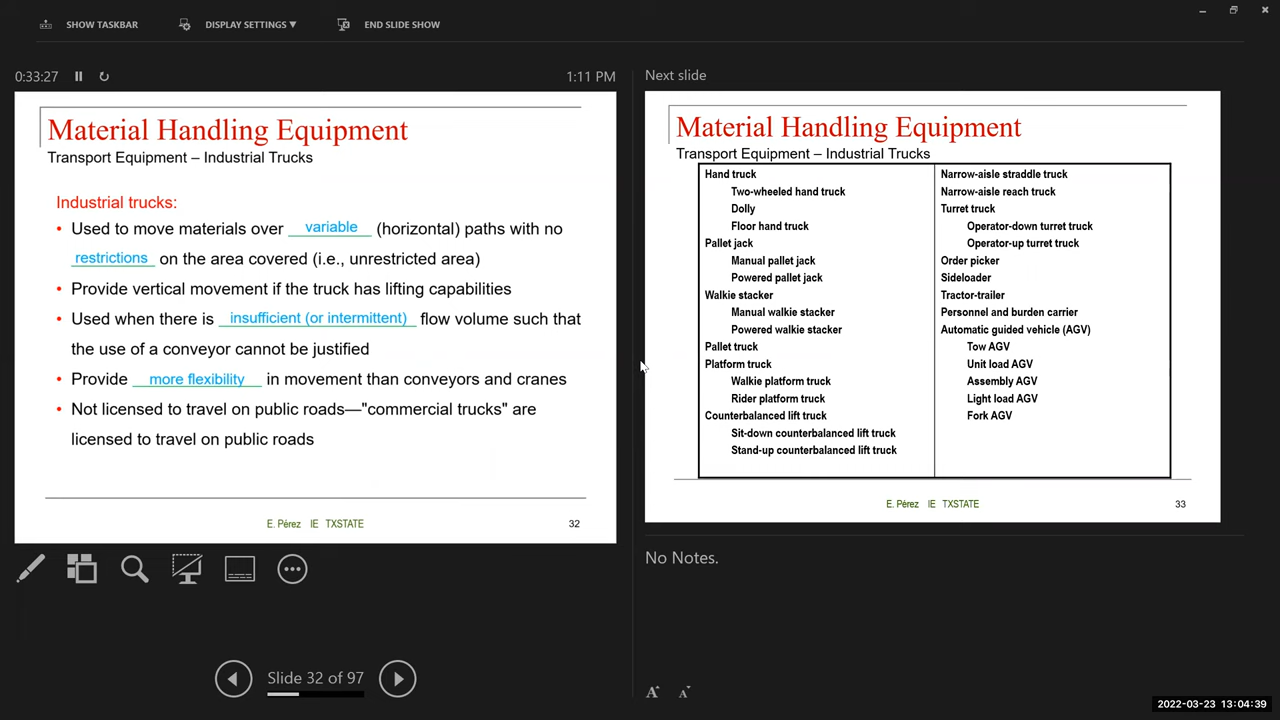 SHOW TASKBAR
DISPLAY SETTINGS ▼
END SLIDE SHOW
0:33:27
1:11 PM
Material Handling Equipment
Transport Equipment – Industrial Trucks
Industrial trucks:
• Used to move materials over variable (horizontal) paths with no
restrictions on the area covered (i.e., unrestricted area)
• Provide vertical movement if the truck has lifting capabilities
• Used when there is insufficient (or intermittent) flow volume such that
the use of a conveyor cannot be justified
• Provide more flexibility in movement than conveyors and cranes
• Not licensed to travel on public roads—"commercial trucks" are
licensed to travel on public roads
E. Pérez IE TXSTATE
32
Slide 32 of 97
Next slide
Material Handling Equipment
Transport Equipment – Industrial Trucks
Hand truck
Two-wheeled hand truck
Dolly
Floor hand truck
Pallet jack
Manual pallet jack
Powered pallet jack
Walkie stacker
Manual walkie stacker
Powered walkie stacker
Pallet truck
Platform truck
Walkie platform truck
Rider platform truck
Counterbalanced lift truck
Sit-down counterbalanced lift truck
Stand-up counterbalanced lift truck
Narrow-aisle straddle truck
Narrow-aisle reach truck
Turret truck
Operator-down turret truck
Operator-up turret truck
Order picker
Sideloader
Tractor-trailer
Personnel and burden carrier
Automatic guided vehicle (AGV)
Tow AGV
Unit load AGV
Assembly AGV
Light load AGV
Fork AGV
E. Pérez IE TXSTATE
33
No Notes.
A A
2022-03-23 13:04:39